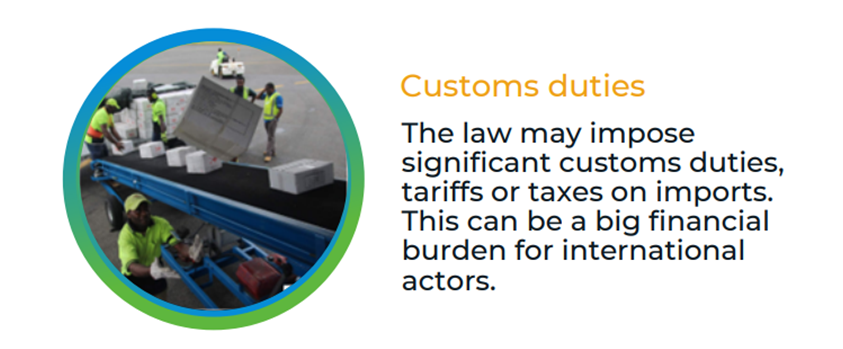 Customs duties
The law may impose
significant customs duties,
tariffs or taxes on imports.
This can be a big financial
burden for international
actors.